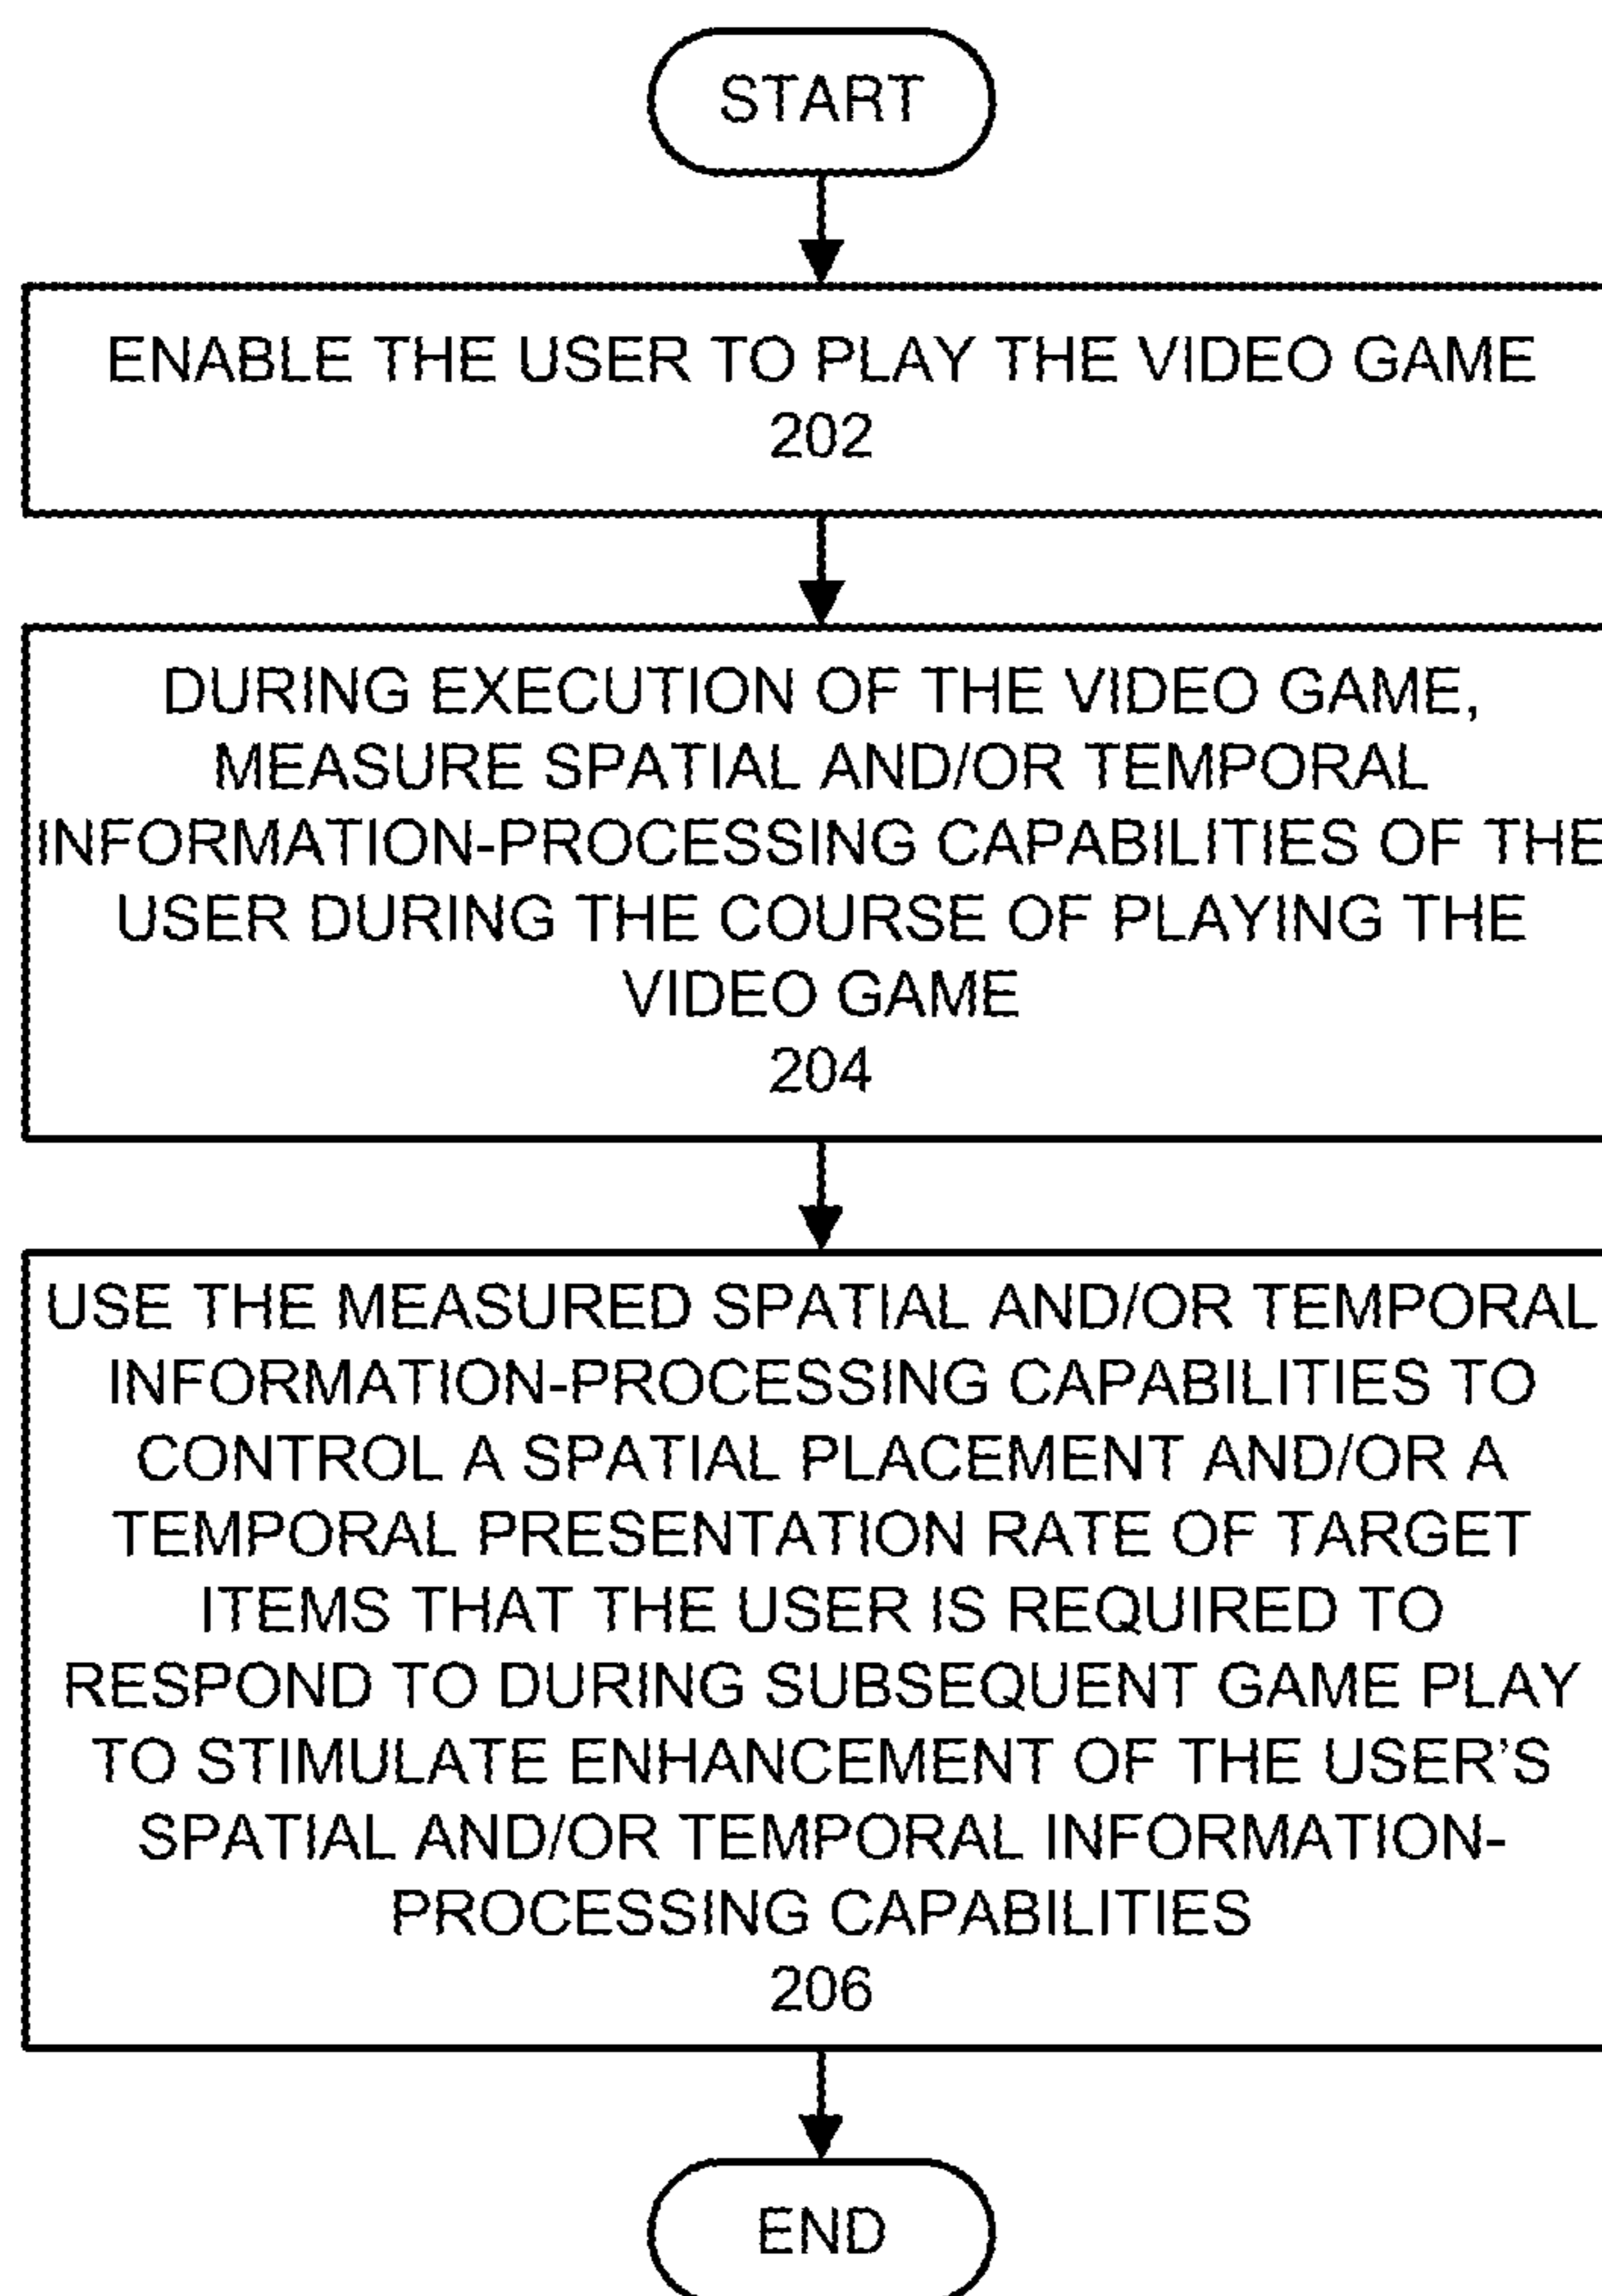 START
ENABLE THE USER TO PLAY THE VIDEO GAME
202
DURING EXECUTION OF THE VIDEO GAME,
MEASURE SPATIAL AND/OR TEMPORAL
INFORMATION-PROCESSING CAPABILITIES OF THE
USER DURING THE COURSE OF PLAYING THE
VIDEO GAME
204
USE THE MEASURED SPATIAL AND/OR TEMPORAL
INFORMATION-PROCESSING CAPABILITIES TO
CONTROL A SPATIAL PLACEMENT AND/OR A
TEMPORAL PRESENTATION RATE OF TARGET
ITEMS THAT THE USER IS REQUIRED TO
RESPOND TO DURING SUBSEQUENT GAME PLAY
TO STIMULATE ENHANCEMENT OF THE USER’S
SPATIAL AND/OR TEMPORAL INFORMATION-
PROCESSING CAPABILITIES
206
END